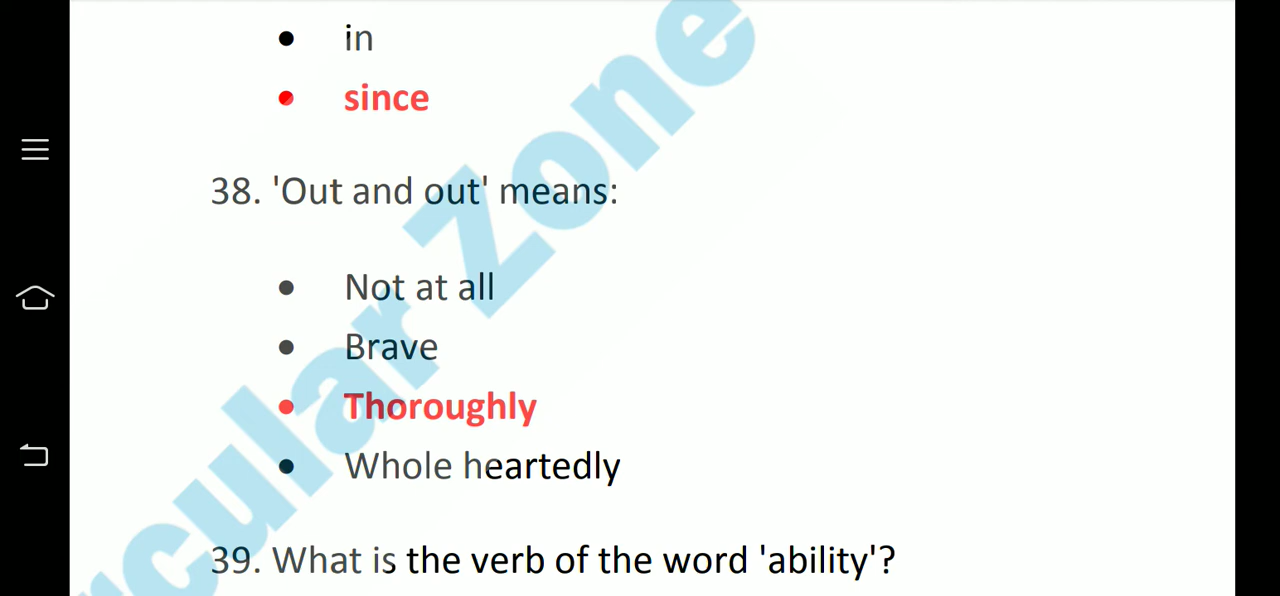 • in
• since
38. 'Out and out' means:
• Not at all
• Brave
• Thoroughly
• Whole heartedly
39. What is the verb of the word 'ability'?
rcular Zone